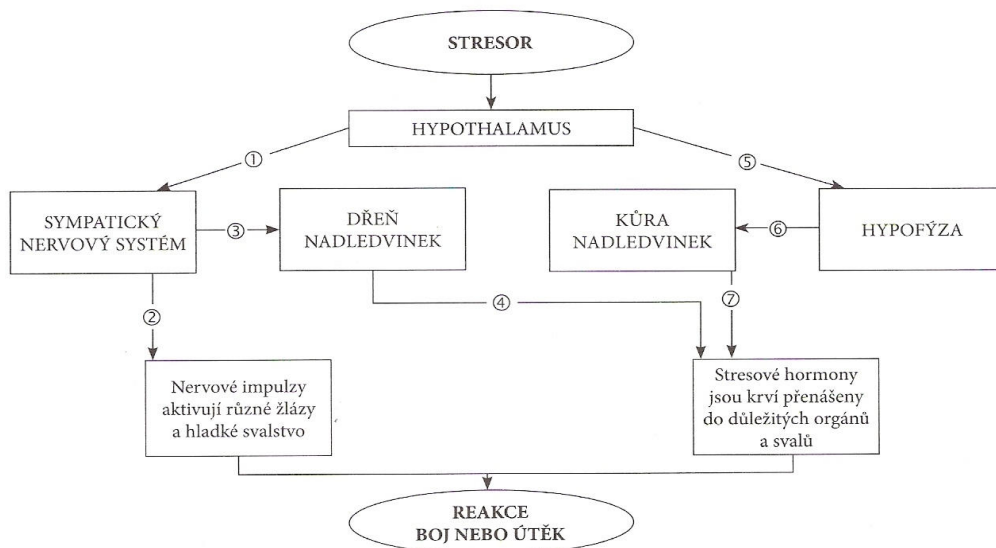 STRESOR
HYPOTHALAMUS
①
⑤
SYMPATICKÝ
NERVOVÝ SYSTÉM
③
DŘEŇ
NADLEDVINEK
KŮRA
NADLEDVINEK
⑥
HYPOFÝZA
②
④
⑦
Nervové impulzy
aktivují různé žlázy
a hladké svalstvo
Stresové hormony
jsou krví přenášeny
do důležitých orgánů
a svalů
REAKCE
BOJ NEBO ÚTĚK